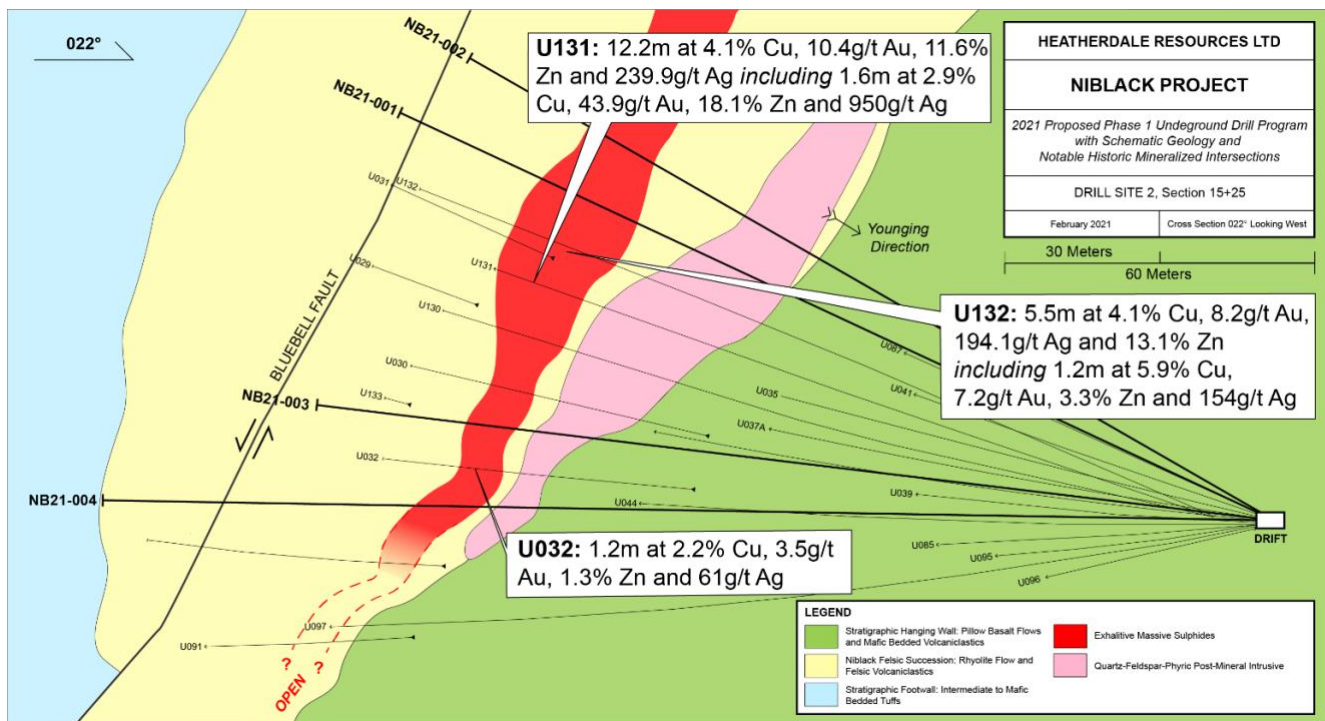 022°
NB21-002
U131: 12.2m at 4.1% Cu, 10.4g/t Au, 11.6%
Zn and 239.9g/t Ag including 1.6m at 2.9%
Cu, 43.9g/t Au, 18.1% Zn and 950g/t Ag
HEATHERDALE RESOURCES LTD
NIBLACK PROJECT
2021 Proposed Phase 1 Undeground Drill Program
with Schematic Geology and
Notable Historic Mineralized Intersections
DRILL SITE 2, Section 15+25
February 2021
Cross Section 022° Looking West
30 Meters
60 Meters
NB21-001
U031
U132
Younging
Direction
U029
U131
U130
BLUEBELL FAULT
U132: 5.5m at 4.1% Cu, 8.2g/t Au,
194.1g/t Ag and 13.1% Zn
including 1.2m at 5.9% Cu,
7.2g/t Au, 3.3% Zn and 154g/t Ag
U087
U030
U041
U035
U133
NB21-003
U037A
U032
U039
NB21-004
U044
DRIFT
U032: 1.2m at 2.2% Cu, 3.5g/t
Au, 1.3% Zn and 61g/t Ag
U085
U095
U096
U097
U091
? ?
OPEN
LEGEND
Stratigraphic Hanging Wall: Pillow Basalt Flows
and Mafic Bedded Volcaniclastics
Niblack Felsic Succession: Rhyolite Flow and
Felsic Volcaniclastics
Stratigraphic Footwall: Intermediate to Mafic
Bedded Tuffs
Exhalitive Massive Sulphides
Quartz-Feldspar-Phyric Post-Mineral Intrusive